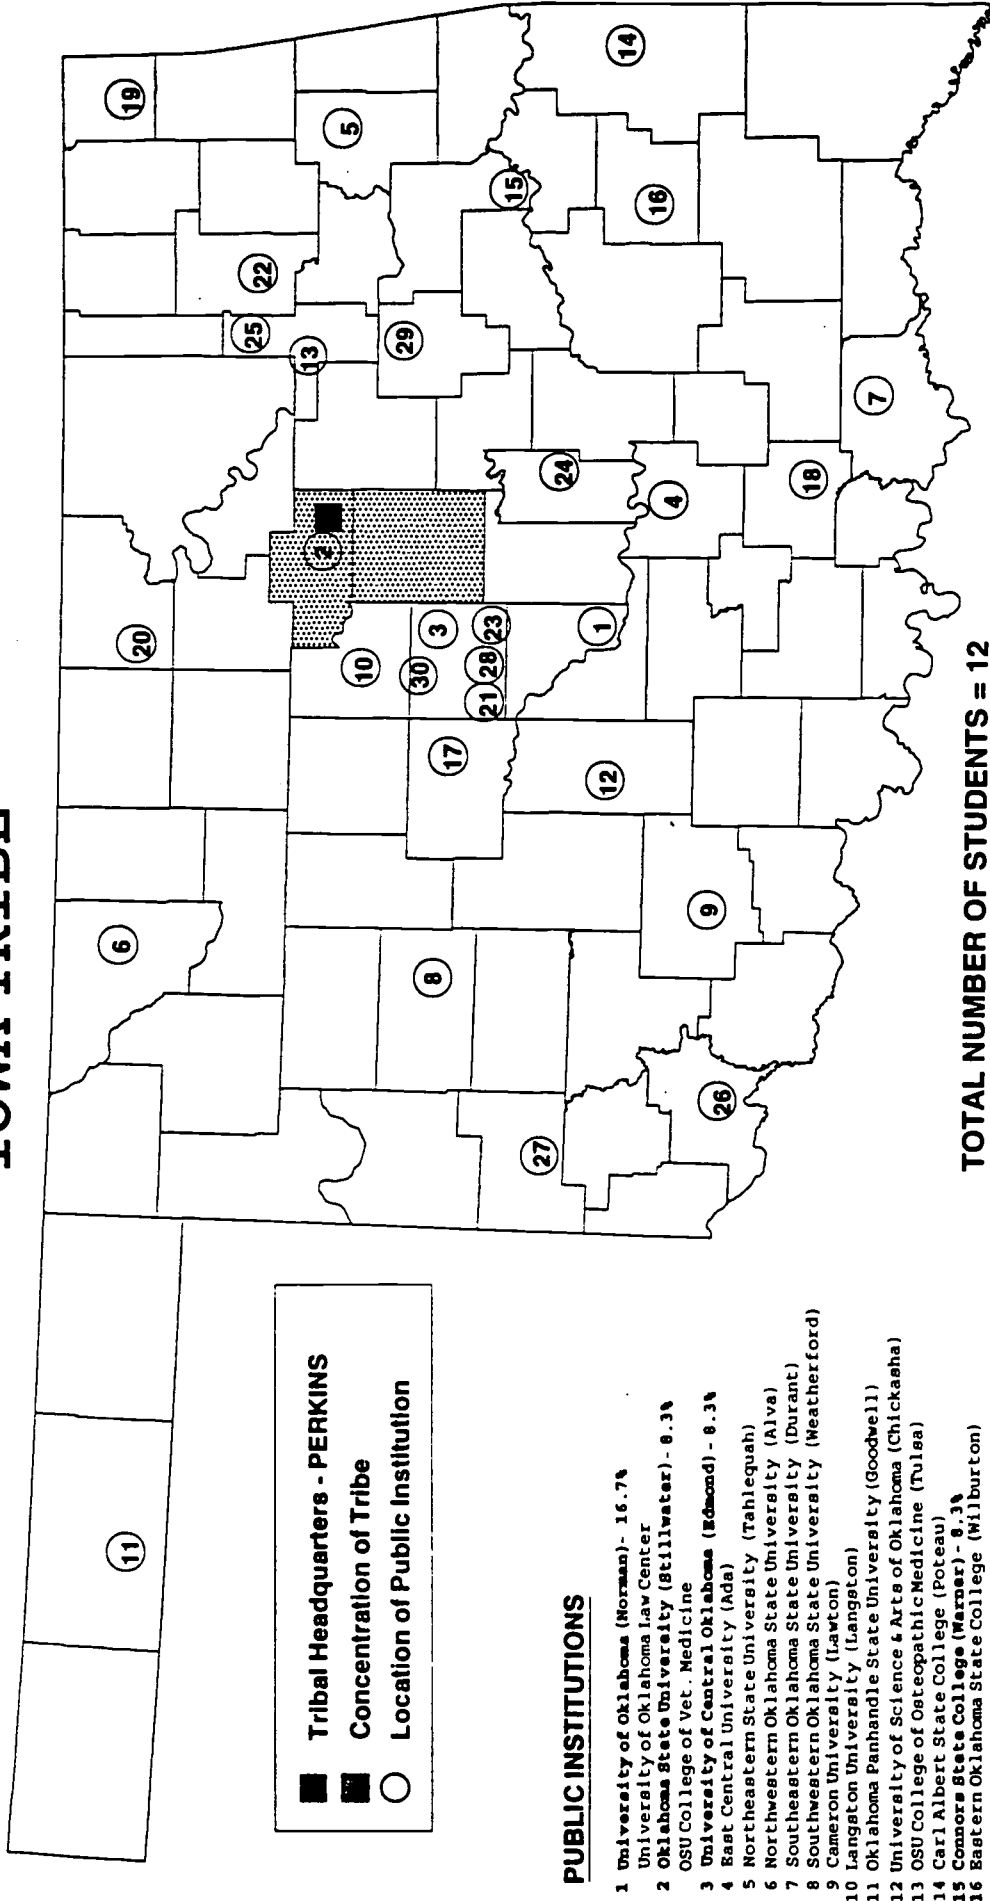 Tribal Headquarters - PERKINS
Concentration of Tribe
Location of Public Institution
PUBLIC INSTITUTIONS
1 University of Oklahoma (Norman) - 16.7%
University of Oklahoma Law Center
2 Oklahoma State University (Stillwater) - 8.3%
OSU College of Vet. Medicine
3 University of Central Oklahoma (Edmond) - 8.3%
4 East Central University (Ada)
5 Northeastern State University (Tahlequah)
6 Northwestern Oklahoma State University (Alva)
7 Southeastern Oklahoma State University (Durant)
8 Southwestern Oklahoma State University (Weatherford)
9 Cameron University (Lawton)
10 Langston University (Langston)
11 Oklahoma Panhandle State University (Goodwell)
12 University of Science & Arts of Oklahoma (Chickasha)
13 OSU College of Osteopathic Medicine (Tulsa)
14 Carl Albert State College (Poteau)
15 Connors State College (Warner) - 8.3%
16 Eastern Oklahoma State College (Wilburton)
11
6
20
19
22
25
13
5
2
10
3
30
29
15
14
8
17
21
28
23
24
16
27
12
1
4
26
9
18
7
TOTAL NUMBER OF STUDENTS = 12